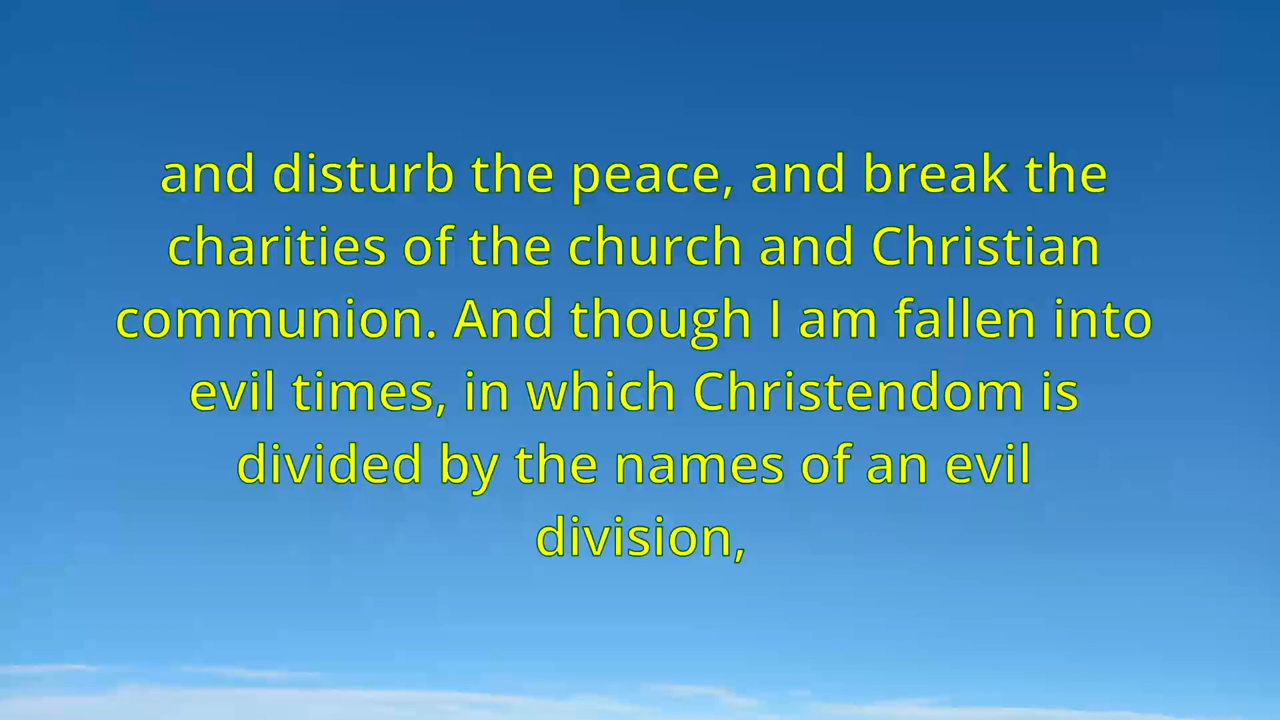 and disturb the peace, and break the
charities of the church and Christian
communion. And though I am fallen into
evil times, in which Christendom is
divided by the names of an evil
division,